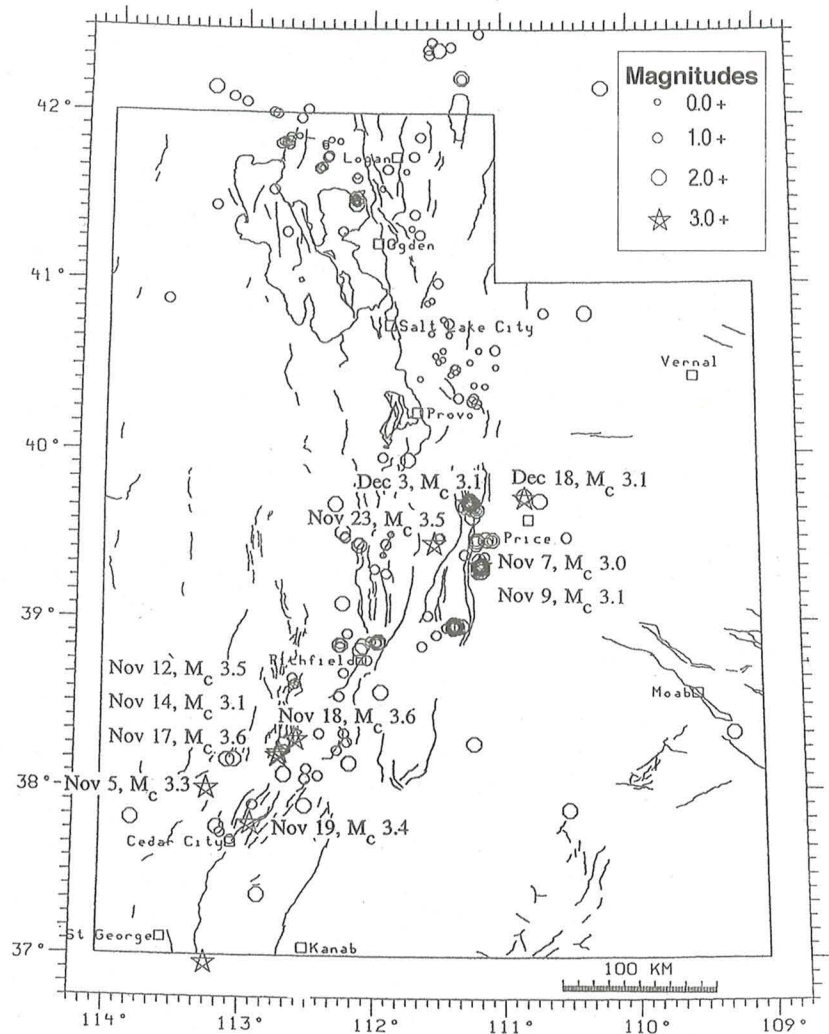 Magnitudes
0.0 +
1.0 +
2.0 +
3.0 +
42°
Logan
Ogden
41°
Salt Lake City
Vernal
Provo
40°
Dec 3, Mc 3.1
Dec 18, Mc 3.1
Nov 23, Mc 3.5
Price
Nov 7, Mc 3.0
Nov 9, Mc 3.1
39°
Nov 12, Mc 3.5
Richfield
Nov 14, Mc 3.1
Moab
Nov 18, Mc 3.6
Nov 17, Mc 3.6
38°
Nov 5, Mc 3.3
Nov 19, Mc 3.4
Cedar City
St George
37°
Kanab
100 KM
114°
113°
112°
111°
110°
109°